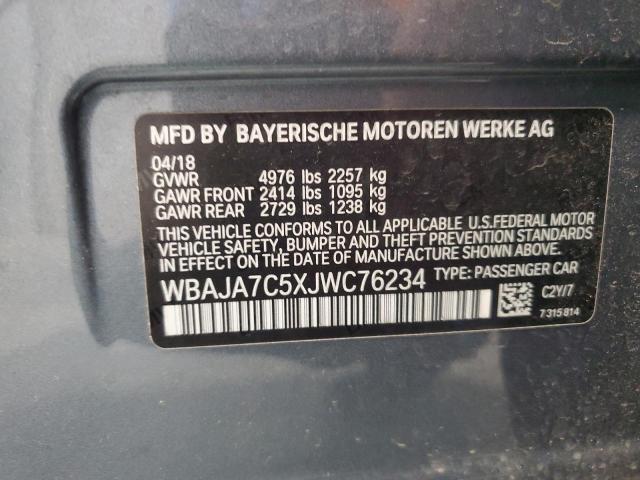 MFD BY BAYERISCHE MOTOREN WERKE AG
04/18
GVWR 4976 lbs 2257 kg
GAWR FRONT 2414 lbs 1095 kg
GAWR REAR 2729 lbs 1238 kg
THIS VEHICLE CONFORMS TO ALL APPLICABLE U.S.FEDERAL MOTOR
VEHICLE SAFETY, BUMPER AND THEFT PREVENTION STANDARDS
IN EFFECT ON THE DATE OF MANUFACTURE SHOWN ABOVE.
WBAJA7C5XJWC76234 TYPE: PASSENGER CAR
C2Y/7
7315814